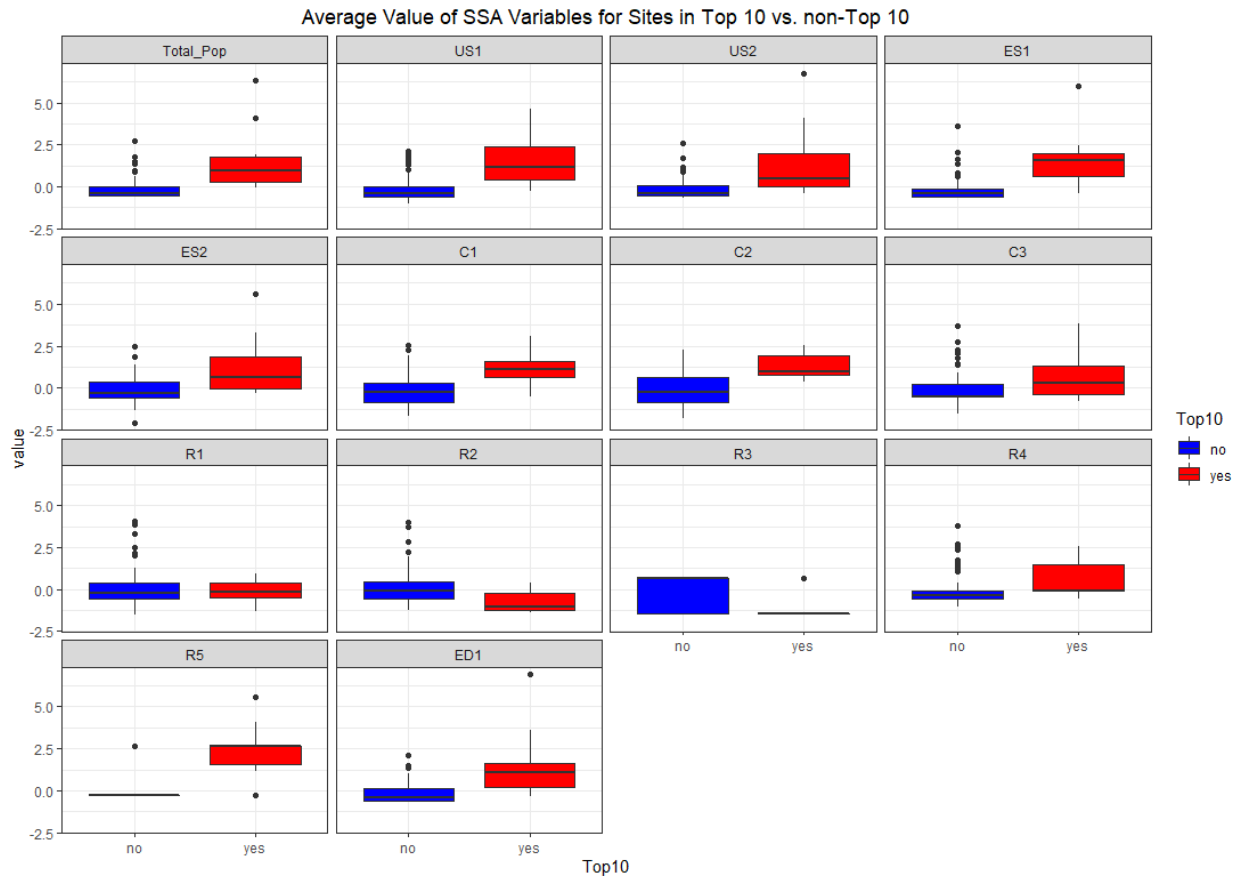 Average Value of SSA Variables for Sites in Top 10 vs. non-Top 10
Total_Pop US1 US2 ES1
5.0
2.5
0.0
-2.5
ES2 C1 C2 C3
5.0
2.5
0.0
-2.5
value
R1 R2 R3 R4
5.0
2.5
0.0
-2.5
no yes no yes
R5 ED1
5.0
2.5
0.0
-2.5
no yes no yes
Top10
Top10
no
yes